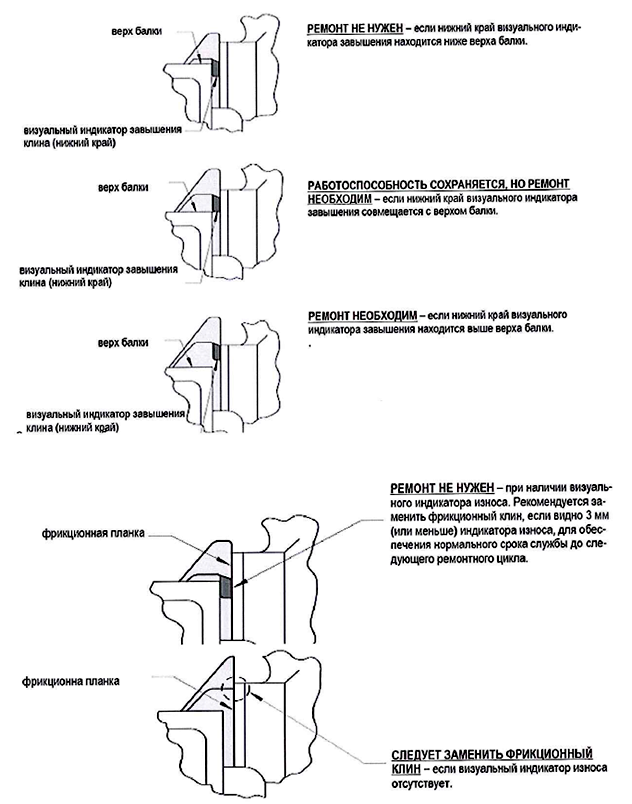 верх балки
РЕМОНТ НЕ НУЖЕН – если нижний край визуального инди-
катора завышения находится ниже верха балки.
визуальный индикатор завышения
клина (нижний край)
верх балки
РАБОТОСПОСОБНОСТЬ СОХРАНЯЕТСЯ, НО РЕМОНТ
НЕОБХОДИМ – если нижний край визуального индикатора
завышения совмещается с верхом балки.
визуальный индикатор завышения
клина (нижний край)
РЕМОНТ НЕОБХОДИМ – если нижний край визуального
индикатора завышения находится выше верха балки.
верх балки
визуальный индикатор завышения
клина (нижний край)
РЕМОНТ НЕ НУЖЕН – при наличии визуаль-
ного индикатора износа. Рекомендуется за-
менить фрикционный клин, если видно 3 мм
(или меньше) индикатора износа, для обес-
печения нормального срока службы до сле-
дующего ремонтного цикла.
фрикционная планка
фрикционна планка
СЛЕДУЕТ ЗАМЕНИТЬ ФРИКЦИОННЫЙ
КЛИН – если визуальный индикатор износа
отсутствует.